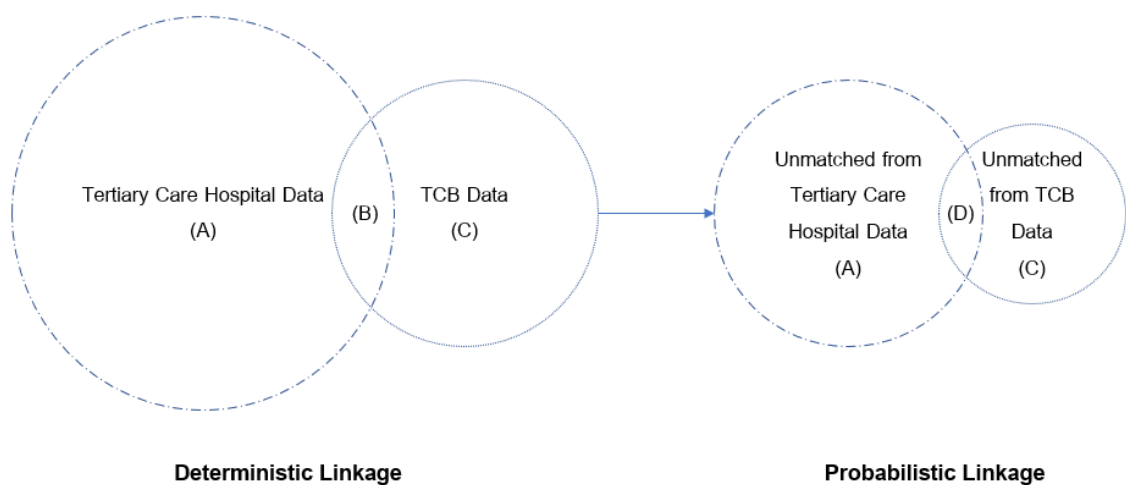 Tertiary Care Hospital Data
(A)
(B)
TCB Data
(C)
Unmatched from
Tertiary Care
Hospital Data
(A)
(D)
Unmatched
from TCB
Data
(C)
Deterministic Linkage
Probabilistic Linkage